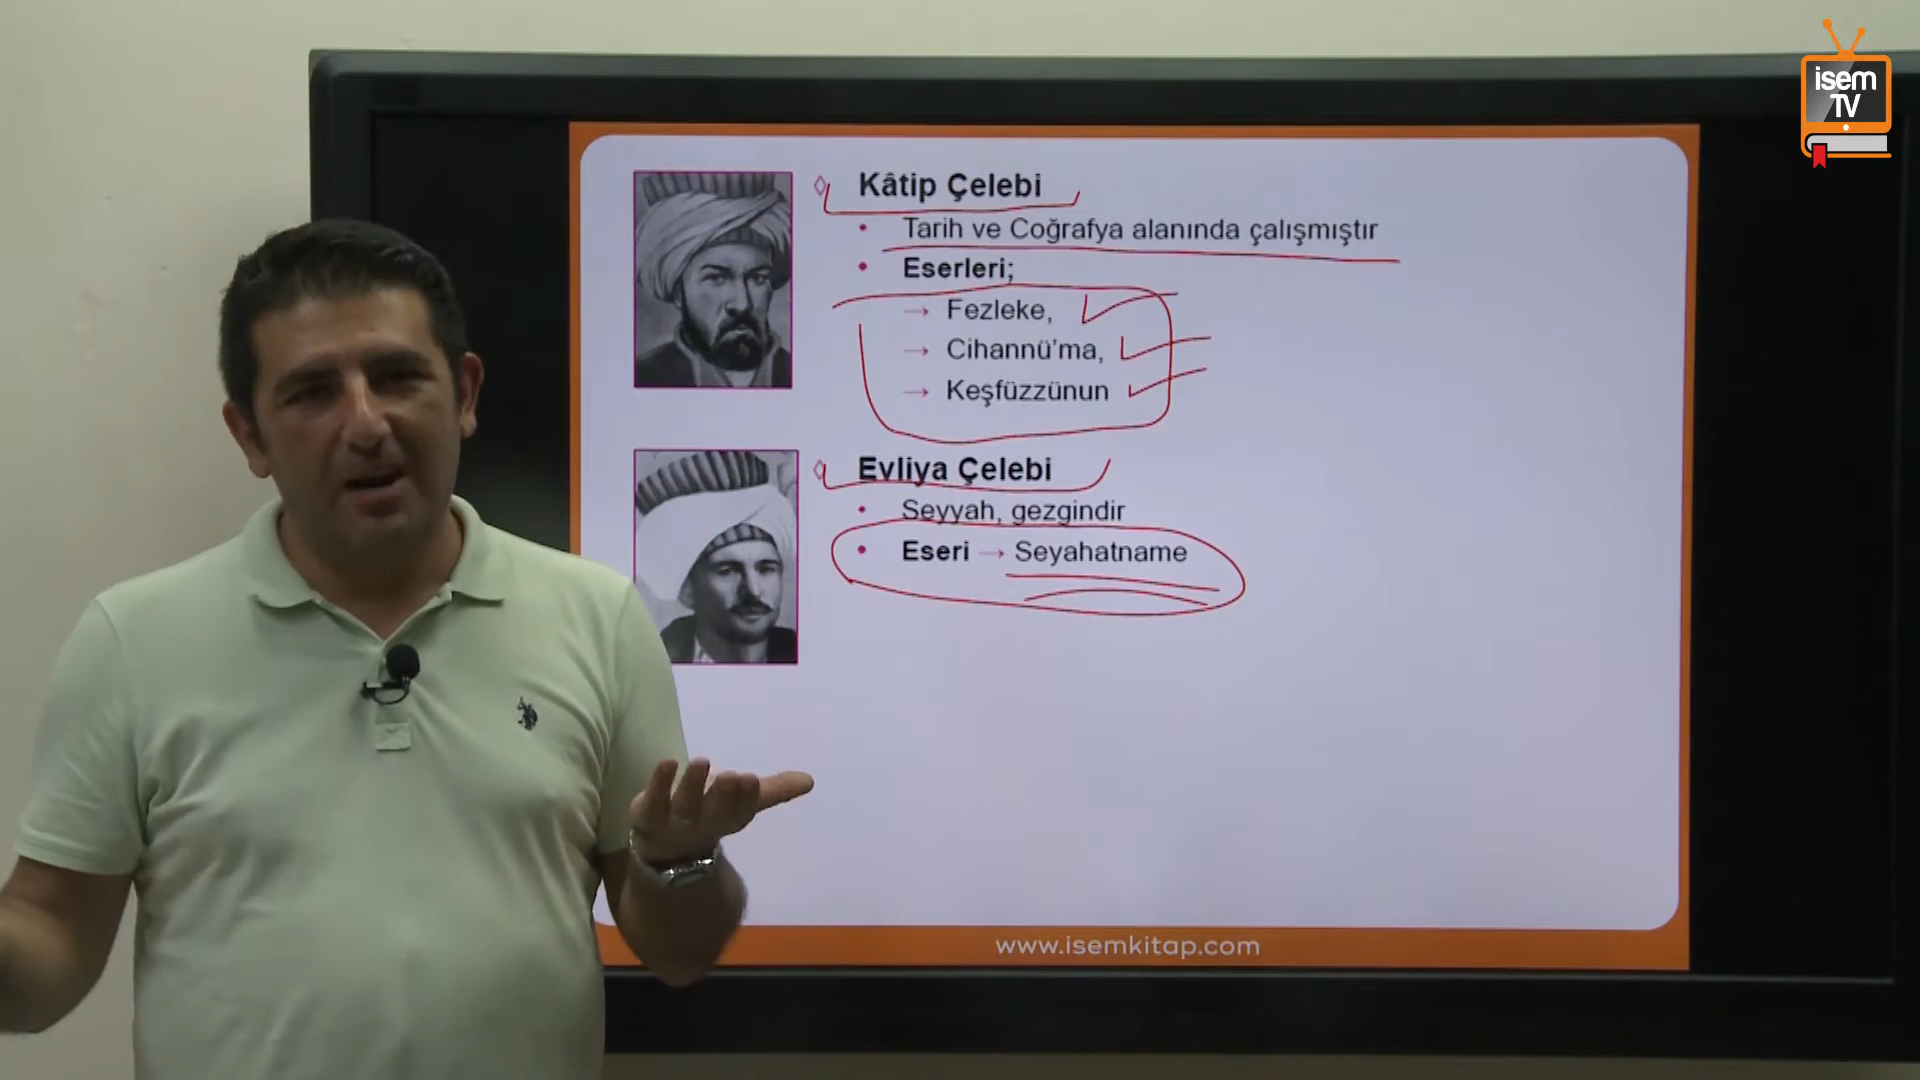 isem
TV
Kâtip Çelebi
Tarih ve Coğrafya alanında çalışmıştır
Eserleri;
→ Fezleke,
→ Cihannü'ma,
→ Keşfüzzünun
Evliya Çelebi
Seyyah, gezgindir
Eseri → Seyahatname
www.isemkitap.com